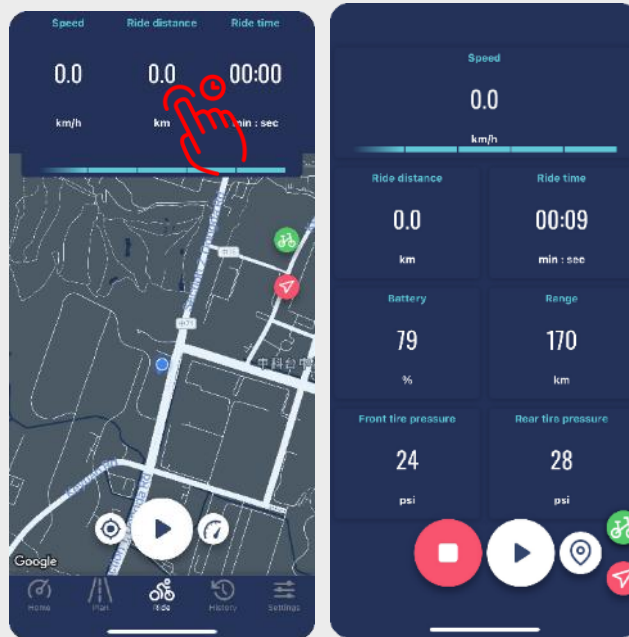 Speed Ride distance Ride time
0.0 0.0 00:00
km/h km min : sec
Google
Home Plan Ride History Settings
Speed
0.0
km/h
Ride distance Ride time
0.0 00:09
km min : sec
Battery Range
79 170
% km
Front tire pressure Rear tire pressure
24 28
psi psi